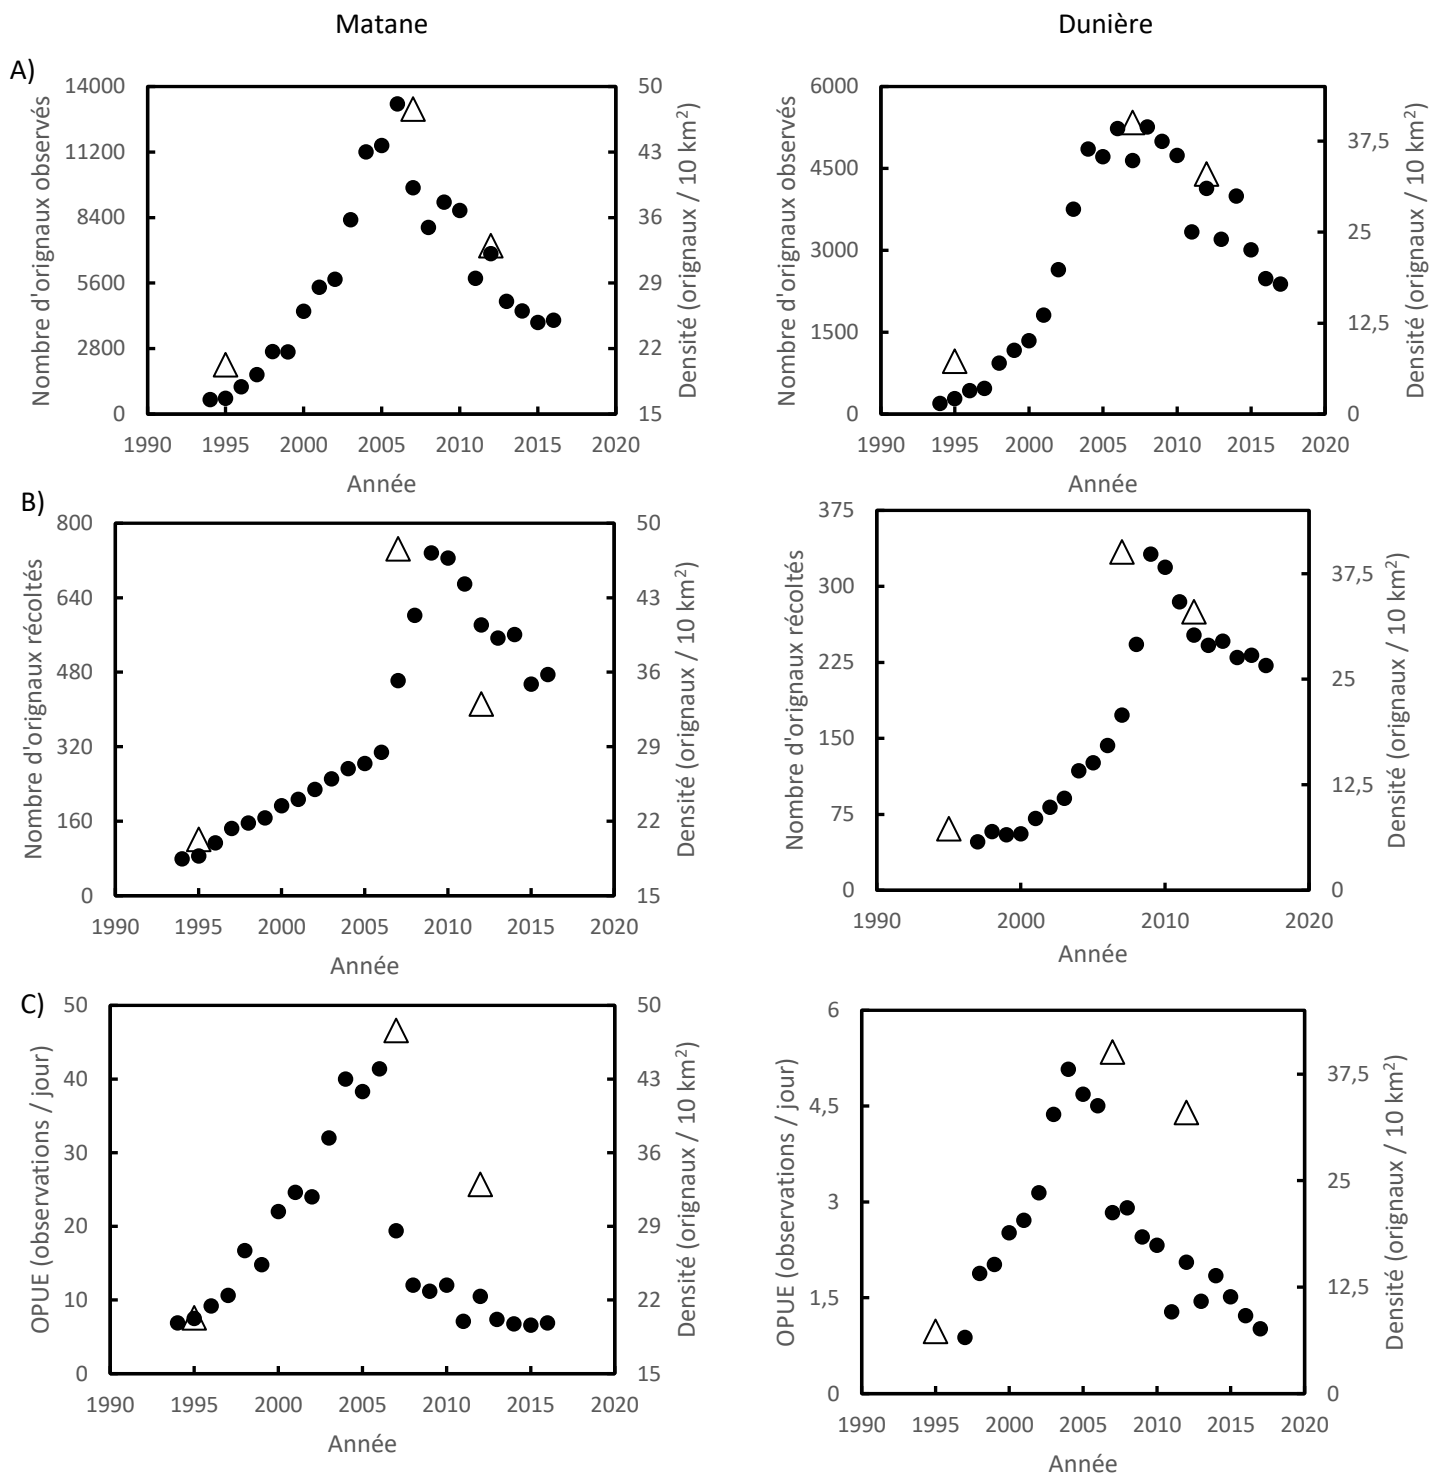 Matane
Dunière
A)
14000
11200
8400
5600
2800
0
Nombre d'orignaux observés
50
43
36
29
22
15
Densité (orignaux / 10 km²)
1990 1995 2000 2005 2010 2015 2020
Année
6000
4500
3000
1500
0
Nombre d'orignaux observés
37,5
25
12,5
0
Densité (orignaux / 10 km²)
1990 1995 2000 2005 2010 2015 2020
Année
B)
800
640
480
320
160
0
Nombre d'orignaux récoltés
50
43
36
29
22
15
Densité (orignaux / 10 km²)
1990 1995 2000 2005 2010 2015 2020
Année
375
300
225
150
75
0
Nombre d'orignaux récoltés
37,5
25
12,5
0
Densité (orignaux / 10 km²)
1990 2000 2010 2020
Année
C)
50
40
30
20
10
0
OPUE (observations / jour)
50
43
36
29
22
15
Densité (orignaux / 10 km²)
1990 1995 2000 2005 2010 2015 2020
Année
6
4,5
3
1,5
0
OPUE (observations / jour)
37,5
25
12,5
0
Densité (orignaux / 10 km²)
1990 1995 2000 2005 2010 2015 2020
Année